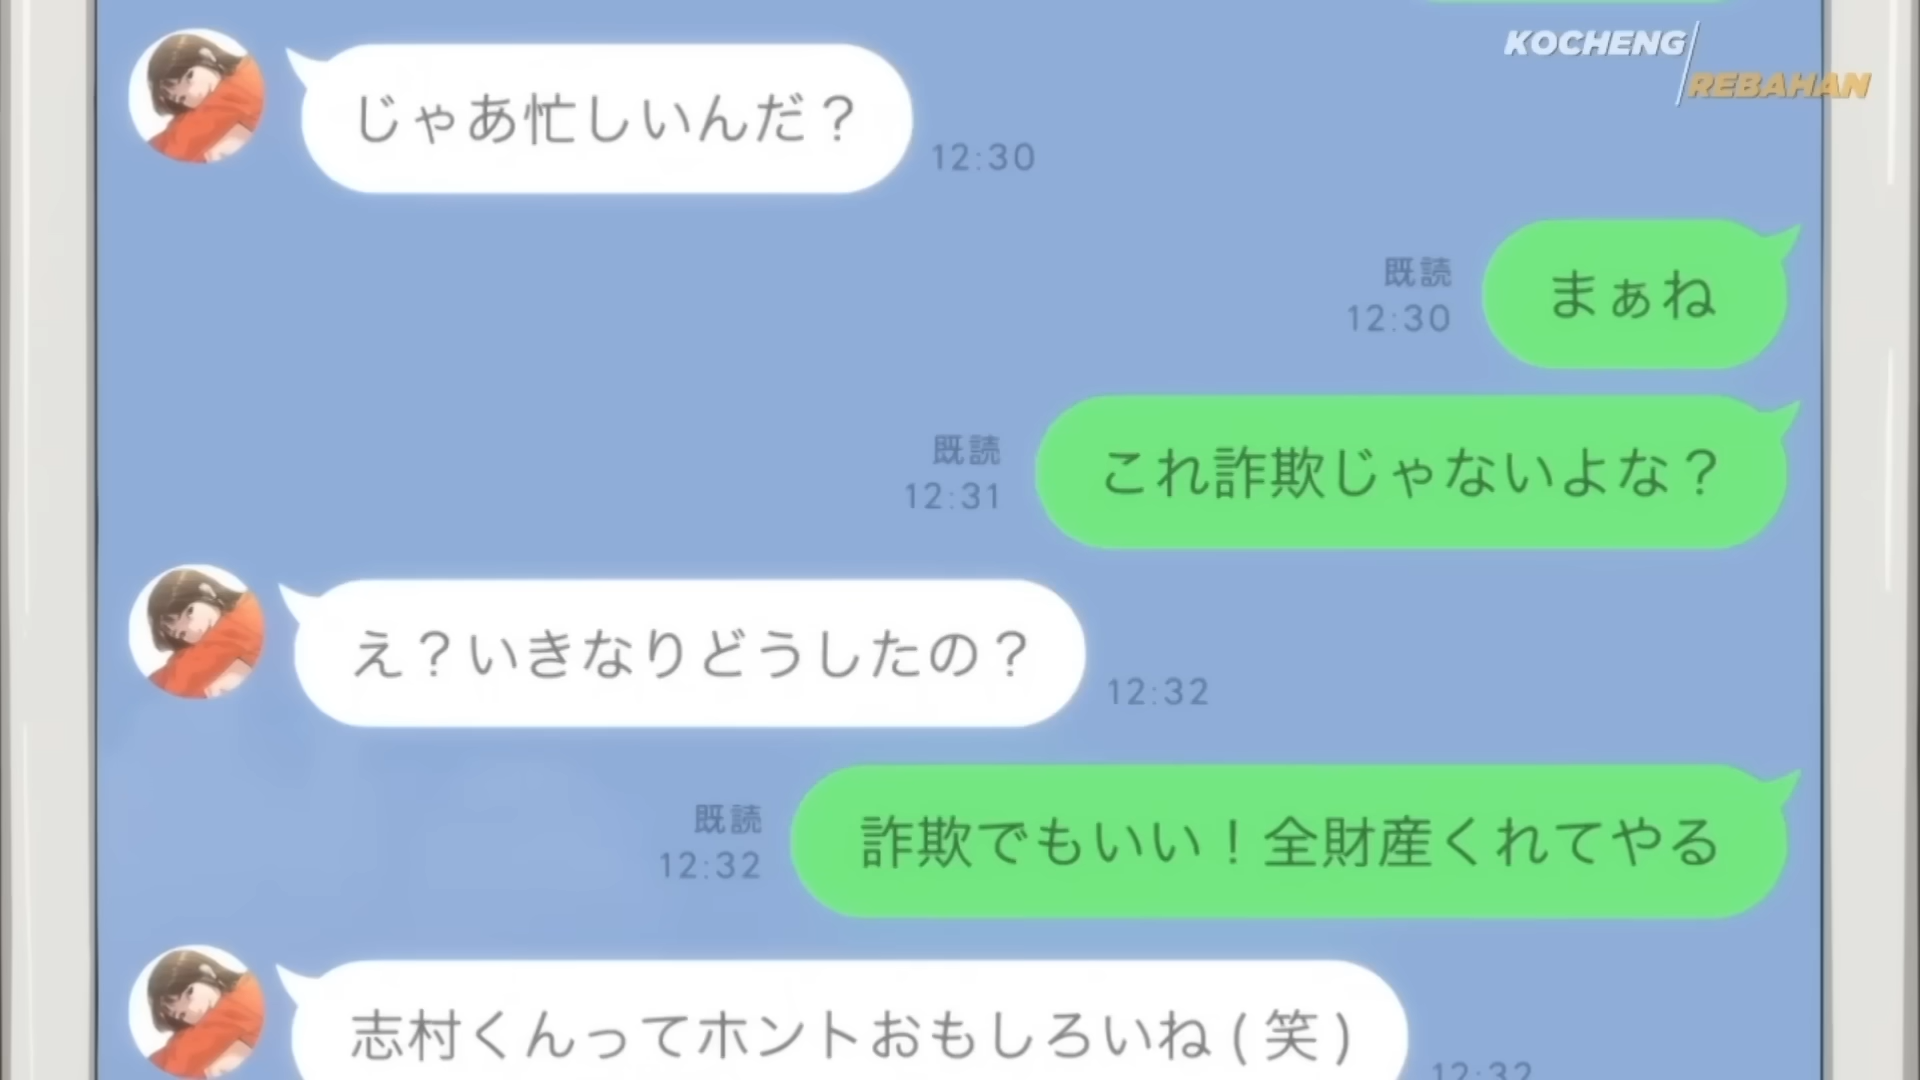 KOCHENG
REBAHAN
じゃあ忙しいんだ？
12:30
既読
12:30
まぁね
既読
12:31
これ詐欺じゃないよな？
え？いきなりどうしたの？
12:32
既読
12:32
詐欺でもいい！全財産くれてやる
志村くんってホントおもしろいね(笑)
12:32